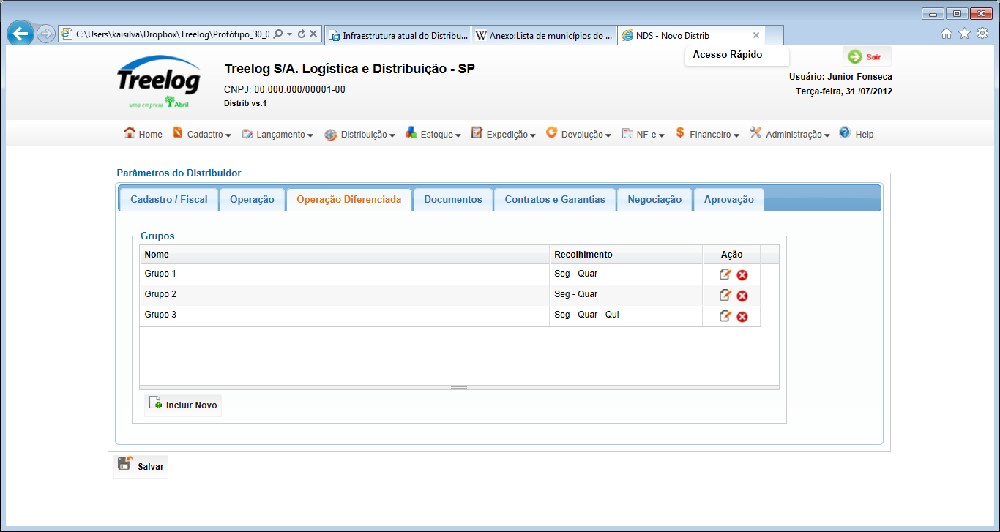 C:\Users\kaisilva\Dropbox\Treelog\Protótipo_30_0
Infraestrutura atual do Distribu...
W Anexo:Lista de municípios do ...
NDS - Novo Distrib
Acesso Rápido
Sair
Treelog
uma empresa Abril
Treelog S/A. Logística e Distribuição - SP
CNPJ: 00.000.000/00001-00
Distrib vs.1
Usuário: Junior Fonseca
Terça-feira, 31 /07/2012
Home Cadastro Lançamento Distribuição Estoque Expedição Devolução NF-e Financeiro Administração Help
Parâmetros do Distribuidor
Cadastro / Fiscal Operação Operação Diferenciada Documentos Contratos e Garantias Negociação Aprovação
Grupos
Nome Recolhimento Ação
Grupo 1 Seg - Quar
Grupo 2 Seg - Quar
Grupo 3 Seg - Quar - Qui
Incluir Novo
Salvar